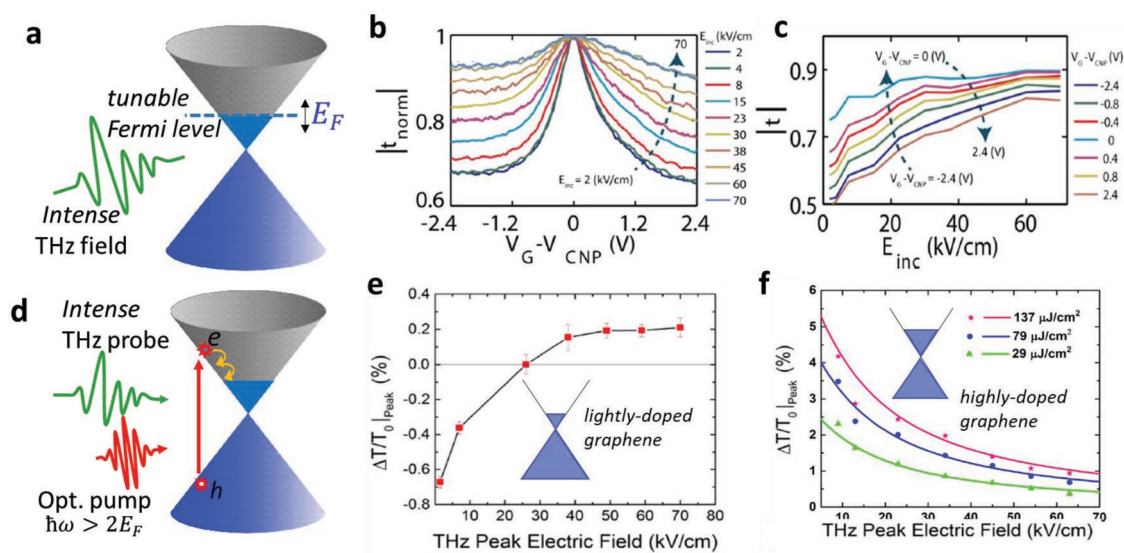 a
tunable
Fermi level
E_F
Intense
THz field
b
|t_norm|
1
0.8
0.6
-2.4
-1.2
0
1.2
2.4
V_G-V_CNP (V)
E_inc = 2 (kV/cm)
70
E_inc
(kV/cm)
2
4
8
15
23
30
38
45
60
70
c
|t|
0.9
0.7
0.5
0
20
40
60
E_inc (kV/cm)
V_G-V_CNP = 0 (V)
2.4 (V)
V_G-V_CNP = -2.4 (V)
V_G-V_CNP (V)
-2.4
-0.8
-0.4
0
0.4
0.8
2.4
d
Intense
THz probe
e
h
Opt. pump
ħω > 2E_F
e
ΔT/T_0|_Peak (%)
0.4
0.2
0.0
-0.2
-0.4
-0.6
-0.8
0 10 20 30 40 50 60 70 80
THz Peak Electric Field (kV/cm)
lightly-doped
graphene
f
ΔT/T_0|_Peak (%)
6
5
4
3
2
1
0
10 20 30 40 50 60 70
THz Peak Electric Field (kV/cm)
137 μJ/cm²
79 μJ/cm²
29 μJ/cm²
highly-doped
graphene